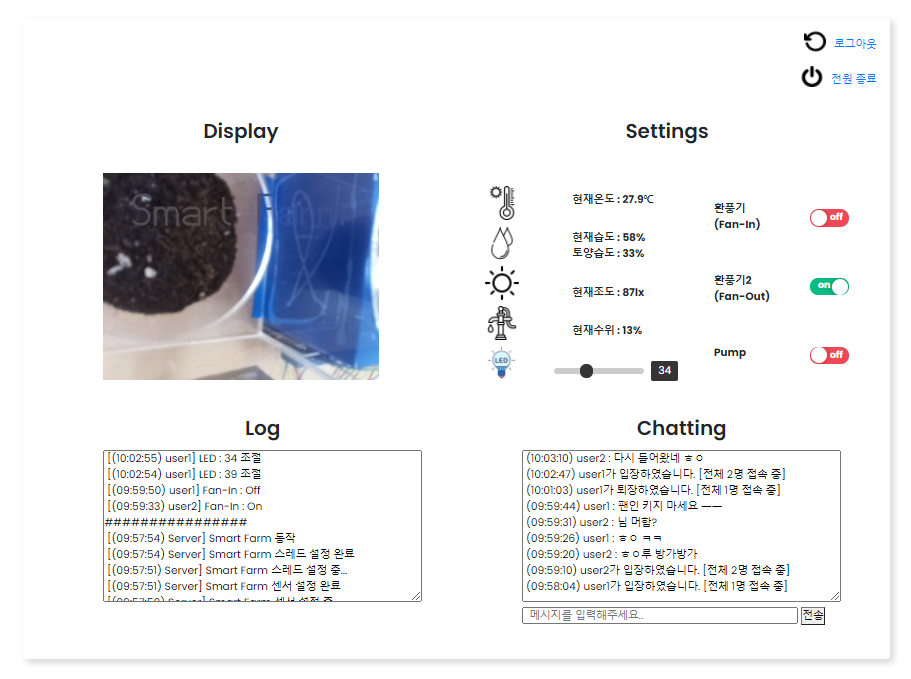 로그아웃
전원 종료
Display
Settings
Smart Farm
현재온도 : 27.9℃
현재습도 : 58%
토양습도 : 33%
현재조도 : 87lx
현재수위 : 13%
LED
34
환풍기
(Fan-In)
off
환풍기2
(Fan-Out)
on
Pump
off
Log
[(10:02:55) user1] LED : 34 조절
[(10:02:54) user1] LED : 39 조절
[(09:59:50) user1] Fan-In : Off
[(09:59:33) user2] Fan-In : On
################
[(09:57:54) Server] Smart Farm 동작
[(09:57:54) Server] Smart Farm 스레드 설정 완료
[(09:57:51) Server] Smart Farm 스레드 설정 중...
[(09:57:51) Server] Smart Farm 센서 설정 완료
[(09:57:50) Server] Smart Farm 센서 설정 중
Chatting
(10:03:10) user2 : 다시 들어왔네 ㅎㅇ
(10:02:47) user1가 입장하였습니다. [전체 2명 접속 중]
(10:01:03) user1가 퇴장하였습니다. [전체 1명 접속 중]
(09:59:44) user1 : 팬인 키지 마세요 ㅡㅡ
(09:59:31) user2 : 님 머함?
(09:59:26) user1 : ㅎㅇ ㅋㅋ
(09:59:20) user2 : ㅎㅇ루 방가방가
(09:59:10) user2가 입장하였습니다. [전체 2명 접속 중]
(09:58:04) user1가 입장하였습니다. [전체 1명 접속 중]
메시지를 입력해주세요..
전송